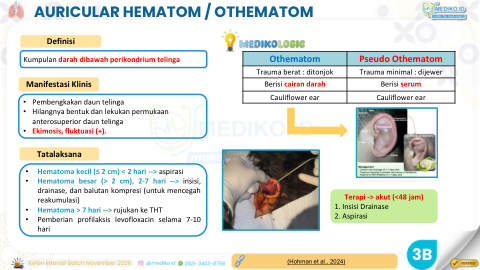 AURICULAR HEMATOM / OTHEMATOM
MEDIKO.ID
Definisi
Kumpulan darah dibawah perikondrium telinga
Manifestasi Klinis
• Pembengkakan daun telinga
• Hilangnya bentuk dan lekukan permukaan
anterosuperior daun telinga
• Ekimosis, fluktuasi (+).
Tatalaksana
• Hematoma kecil (≤ 2 cm) < 2 hari --> aspirasi
• Hematoma besar (> 2 cm), 2-7 hari --> insisi,
drainase, dan balutan kompresi (untuk mencegah
reakumulasi)
• Hematoma > 7 hari --> rujukan ke THT
• Pemberian profilaksis levofloxacin selama 7-10
hari
MEDIKOLOGIC
Othematom Pseudo Othematom
Trauma berat : ditonjok Trauma minimal : dijewer
Berisi cairan darah Berisi serum
Cauliflower ear Cauliflower ear
MEDIKO.ID
Terapi -> akut (<48 jam)
1. Insisi Drainase
2. Aspirasi
(Hohman et al., 2024)
3B